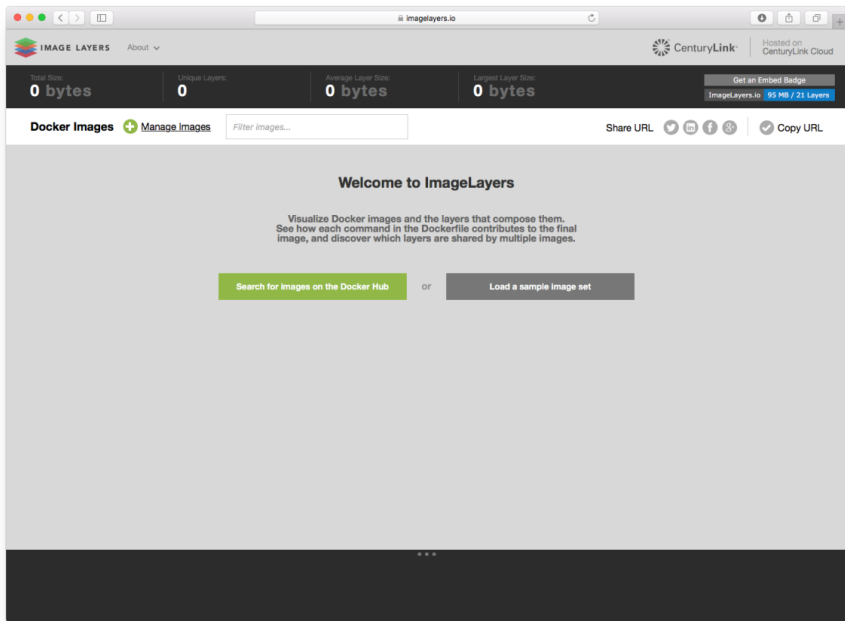 imagelayers.io
IMAGE LAYERS About
CenturyLink Hosted on
CenturyLink Cloud
Total Size: Unique Layers: Average Layer Size: Largest Layer Size:
0 bytes 0 0 bytes 0 bytes
Get an Embed Badge
ImageLayers.io 95 MB / 21 Layers
Docker Images Manage Images Filter images... Share URL Copy URL
Welcome to ImageLayers
Visualize Docker images and the layers that compose them.
See how each command in the Dockerfile contributes to the final
image, and discover which layers are shared by multiple images.
Search for images on the Docker Hub or Load a sample image set